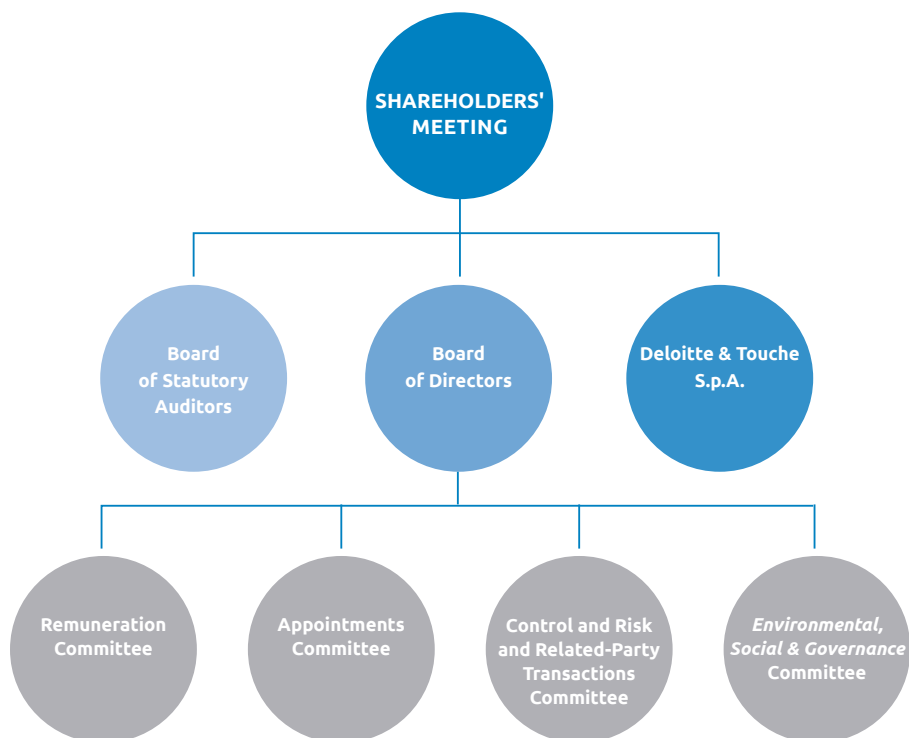 SHAREHOLDERS'
MEETING
Board
of Statutory
Auditors
Board
of Directors
Deloitte & Touche
S.p.A.
Remuneration
Committee
Appointments
Committee
Control and Risk
and Related-Party
Transactions
Committee
Environmental,
Social & Governance
Committee